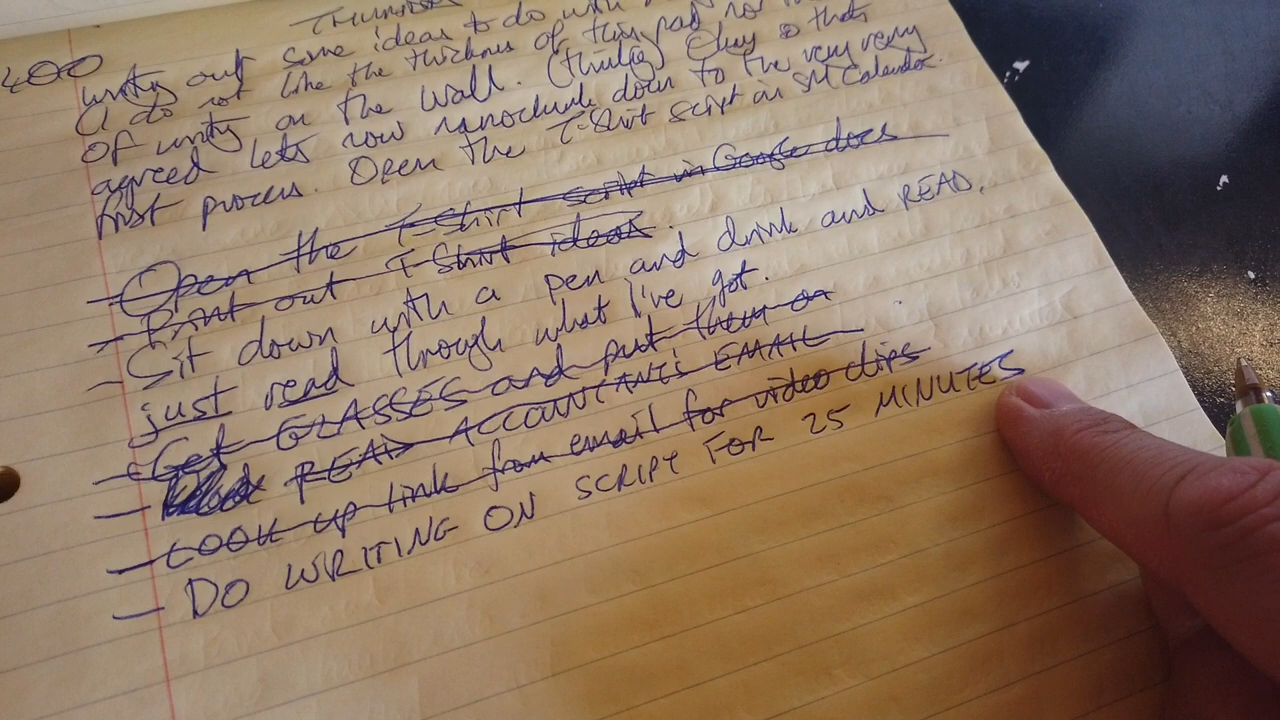 writing out some ideas to do with
(I do not like the thickness of this pad nor the
of writing on the wall. (thinking) Okay so that's
agreed lets now nanochunk down to the very very
first process. Open the T-Shirt script in SM Calendar.
- Open the T-Shirt script in Google docs
- Print out T-Shirt ideas.
- Sit down with a pen and drink and READ,
just read through what I've got.
- Get GLASSES and put them on
- READ ACCOUNTANTS EMAIL
- LOOK up link from email for video clips
- DO WRITING ON SCRIPT FOR 25 MINUTES